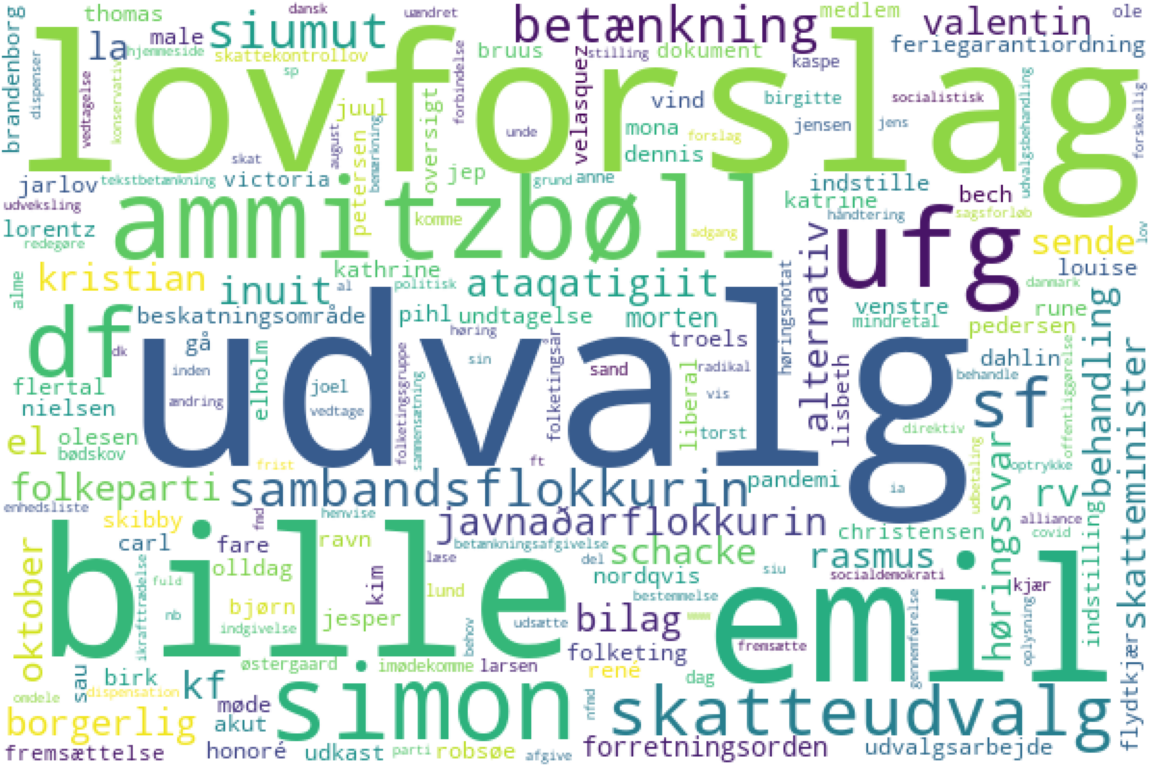 brandenborg
thomas
dansk
uændret
betænkning
medlem
valentin
ole
dispenser
la
male
siumut
hjemmeside
skattekontrollov
sp
bruus
stilling
dokument
kaspe
feriegarantiordning
lovforslag
vedtagelse
konservativ
juul
oversigt
forbindelse
velasquez
vind
birgitte
socialistisk
mona
forslag
jensen
jens
udvalgsbehandling
forskellig
skat
august
petersen
bemærkning
unde
dennis
jarlov
tekstbetænkning
victoria
jep
grund
anne
indstille
bech
udveksling
katrine
håndtering
sagsforløb
lov
lorentz
redegøre
ammitzbøll
komme
adgang
ufg
sende
alme
kristian
inuit
kathrine
al
politisk
ataqatigiit
høringsnotat
alternativ
louise
danmark
df
beskatningsområde
pihl
undtagelse
morten
venstre
mindretal
rune
pedersen
dk
gå
høring
troels
udvalg
inden
joel
sin
sand
radikal
dahlin
behandle
flertal
ændring
elholm
vedtage
folketingsgruppe
sammensætning
folketingsår
liberal
vis
lisbeth
sf
offentliggørelse
behandling
nielsen
el
olesen
bødskov
torst
direktiv
skatteminister
frist
ft
folkeparti
sambandsflokkurin
pandemi
ia
udbetaling
høringssvar
optrykke
rv
enhedsliste
skibby
fmd
henvise
javnaðarflokkurin
christensen
alliance
covid
oktober
bille
carl
fare
ravn
læse
betænkningsafgivelse
del
schacke
siu
rasmus
indstilling
ikrafttrædelse
fuld
olldag
kim
lund
nordqvis
bestemmelse
socialdemokrati
emil
kjær
nb
bjørn
indgivelse
jesper
behov
udsætte
bilag
fremsætte
gennemførelse
oplysning
flydtkjær
østergaard
imødekomme
larsen
folketing
rené
omdele
sau
birk
dispensation
kf
simon
nfmd
dag
skatteudvalg
borgerlig
møde
akut
fremsættelse
honoré
udkast
parti
robsøe
afgive
forretningsorden
udvalgsarbejde